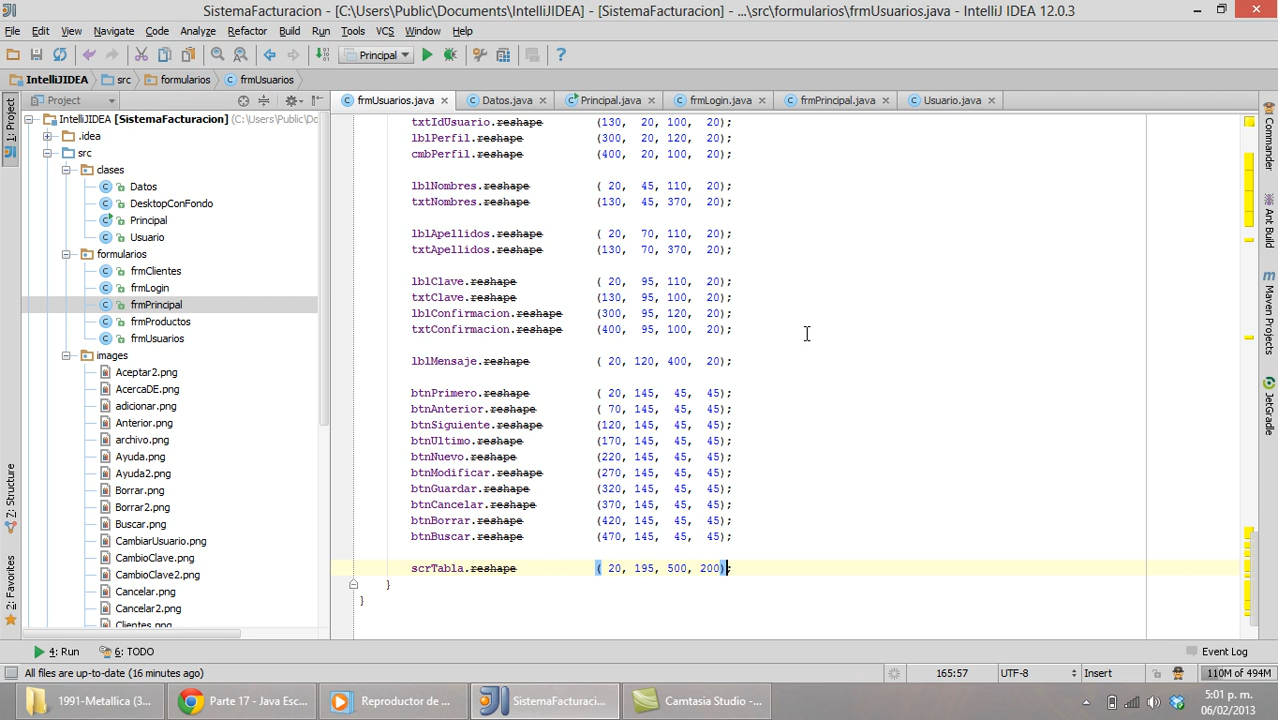 SistemaFacturacion - [C:\Users\Public\Documents\IntelliJIDEA] - [SistemaFacturacion] - ...\src\formularios\frmUsuarios.java - IntelliJ IDEA 12.0.3
File Edit View Navigate Code Analyze Refactor Build Run Tools VCS Window Help
Principal
IntelliJIDEA src formularios frmUsuarios
Project
frmUsuarios.java Datos.java Principal.java frmLogin.java frmPrincipal.java Usuario.java
1: Project
Z: Structure
2: Favorites
IntelliJIDEA [SistemaFacturacion] (C:\Users\Public\Do
.idea
src
clases
Datos
DesktopConFondo
Principal
Usuario
formularios
frmClientes
frmLogin
frmPrincipal
frmProductos
frmUsuarios
images
Aceptar2.png
AcercaDE.png
adicionar.png
Anterior.png
archivo.png
Ayuda.png
Ayuda2.png
Borrar.png
Borrar2.png
Buscar.png
CambiarUsuario.png
CambioClave.png
CambioClave2.png
Cancelar.png
Cancelar2.png
Clientes.png
txtIdUsuario.reshape (130, 20, 100, 20);
lblPerfil.reshape (300, 20, 120, 20);
cmbPerfil.reshape (400, 20, 100, 20);
lblNombres.reshape ( 20, 45, 110, 20);
txtNombres.reshape (130, 45, 370, 20);
lblApellidos.reshape ( 20, 70, 110, 20);
txtApellidos.reshape (130, 70, 370, 20);
lblClave.reshape ( 20, 95, 110, 20);
txtClave.reshape (130, 95, 100, 20);
lblConfirmacion.reshape (300, 95, 120, 20);
txtConfirmacion.reshape (400, 95, 100, 20);
lblMensaje.reshape ( 20, 120, 400, 20);
btnPrimero.reshape ( 20, 145, 45, 45);
btnAnterior.reshape ( 70, 145, 45, 45);
btnSiguiente.reshape (120, 145, 45, 45);
btnUltimo.reshape (170, 145, 45, 45);
btnNuevo.reshape (220, 145, 45, 45);
btnModificar.reshape (270, 145, 45, 45);
btnGuardar.reshape (320, 145, 45, 45);
btnCancelar.reshape (370, 145, 45, 45);
btnBorrar.reshape (420, 145, 45, 45);
btnBuscar.reshape (470, 145, 45, 45);
scrTabla.reshape ( 20, 195, 500, 200);
}
}
Commander
Ant Build
Maven Projects
JetGradle
4: Run 6: TODO Event Log
All files are up-to-date (16 minutes ago) 165:57 UTF-8 Insert 110M of 494M
1991-Metallica (3... Parte 17 - Java Esc... Reproductor de ... SistemaFacturaci... Camtasia Studio -...
5:01 p. m.
06/02/2013